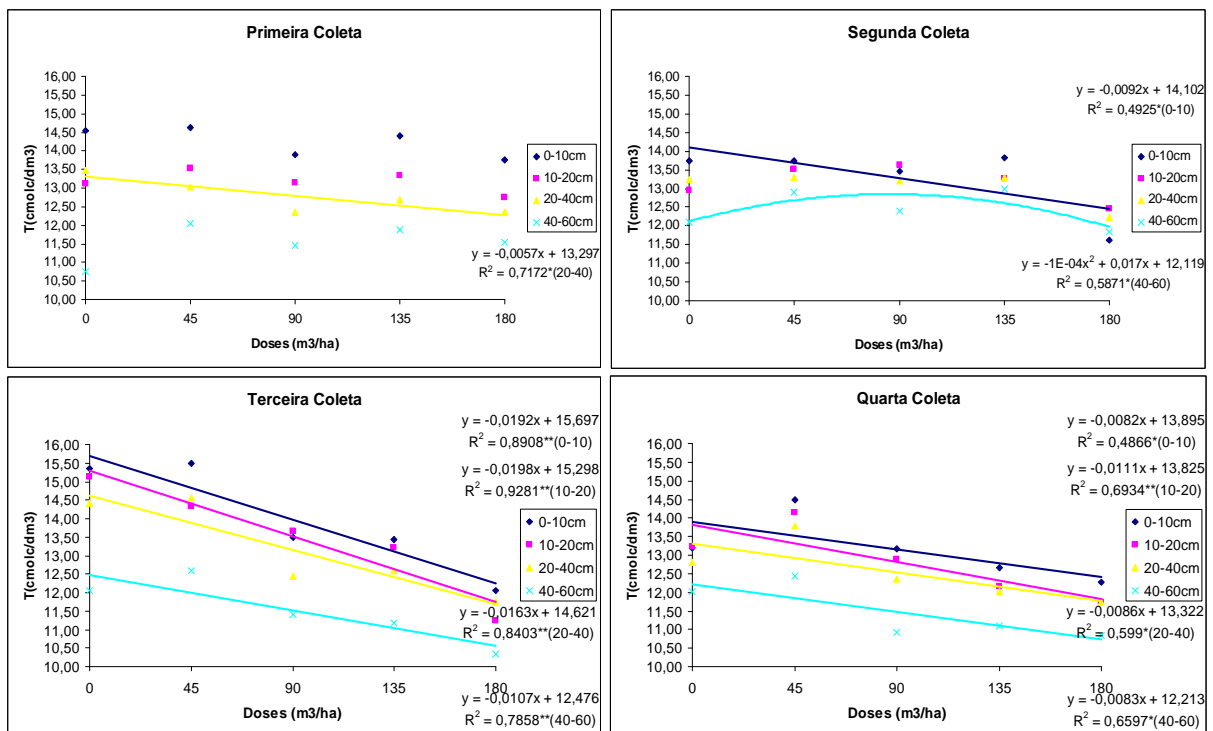 Primeira Coleta
16,00
15,50
15,00
14,50
14,00
13,50
13,00
12,50
12,00
11,50
11,00
10,50
10,00
T(cmolc/dm3)
0 45 90 135 180
Doses (m3/ha)
0-10cm
10-20cm
20-40cm
40-60cm
y = -0,0057x + 13,297
R² = 0,7172*(20-40)
Segunda Coleta
16,00
15,50
15,00
14,50
14,00
13,50
13,00
12,50
12,00
11,50
11,00
10,50
10,00
T(cmolc/dm3)
0 45 90 135 180
Doses (m3/ha)
y = -0,0092x + 14,102
R² = 0,4925*(0-10)
0-10cm
10-20cm
20-40cm
40-60cm
y = -1E-04x² + 0,017x + 12,119
R² = 0,5871*(40-60)
Terceira Coleta
16,00
15,50
15,00
14,50
14,00
13,50
13,00
12,50
12,00
11,50
11,00
10,50
10,00
T(cmolc/dm3)
0 45 90 135 180
Doses (m3/ha)
y = -0,0192x + 15,697
R² = 0,8908**(0-10)
y = -0,0198x + 15,298
R² = 0,9281**(10-20)
0-10cm
10-20cm
20-40cm
40-60cm
y = -0,0163x + 14,621
R² = 0,8403**(20-40)
y = -0,0107x + 12,476
R² = 0,7858**(40-60)
Quarta Coleta
16,00
15,50
15,00
14,50
14,00
13,50
13,00
12,50
12,00
11,50
11,00
10,50
10,00
T(cmolc/dm3)
0 45 90 135 180
Doses (m3/ha)
y = -0,0082x + 13,895
R² = 0,4866*(0-10)
y = -0,0111x + 13,825
R² = 0,6934**(10-20)
0-10cm
10-20cm
20-40cm
40-60cm
y = -0,0086x + 13,322
R² = 0,599*(20-40)
y = -0,0083x + 12,213
R² = 0,6597*(40-60)